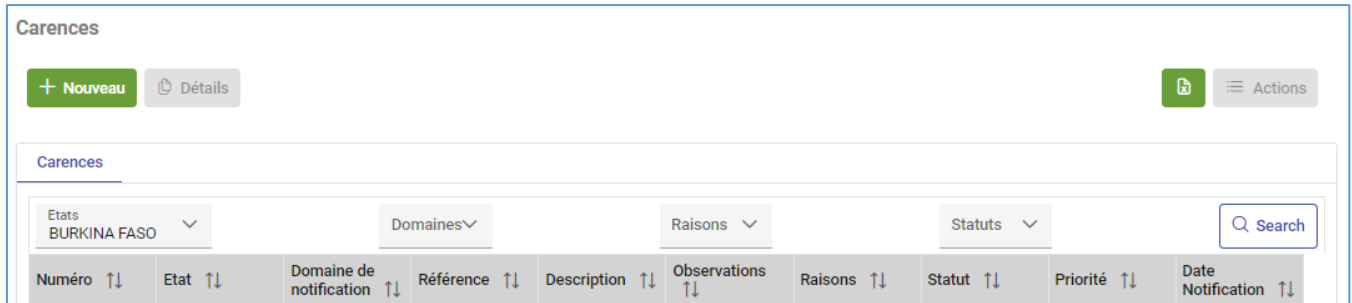 Carences
Nouveau Détails Actions
Carences
Etats
BURKINA FASO Domaines Raisons Statuts Search
Numéro Etat Domaine de notification Référence Description Observations Raisons Statut Priorité Date Notification